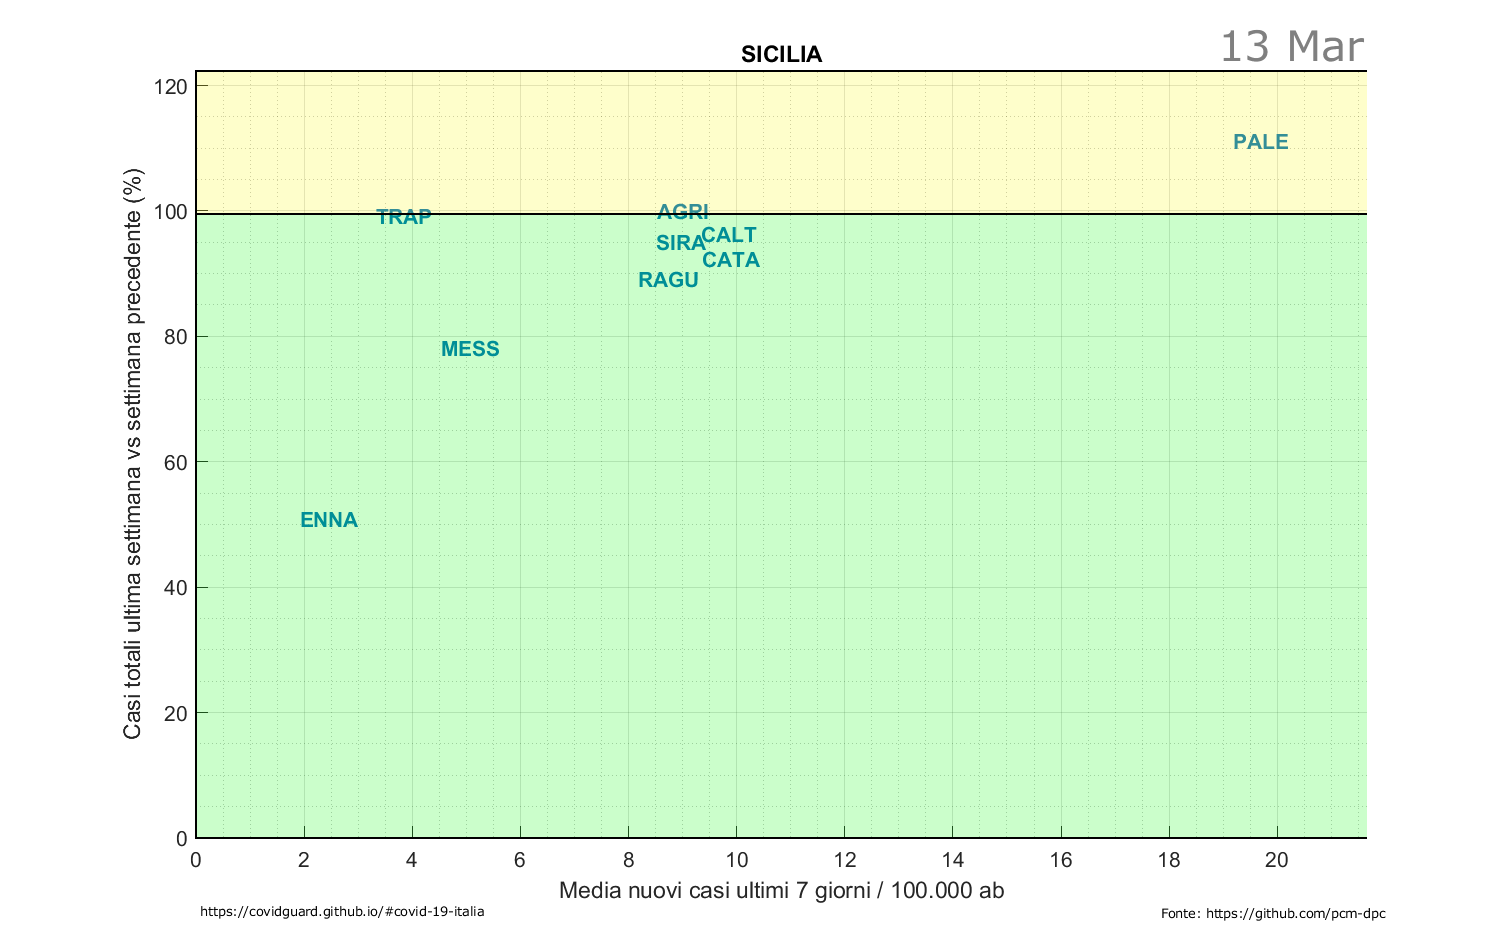 13 Mar
SICILIA
120
100
80
60
40
20
0
Casi totali ultima settimana vs settimana precedente (%)
PALE
TRAP
AGRI
CALT
SIRA
CATA
RAGU
MESS
ENNA
0 2 4 6 8 10 12 14 16 18 20
Media nuovi casi ultimi 7 giorni / 100.000 ab
https://covidguard.github.io/#covid-19-italia
Fonte: https://github.com/pcm-dpc